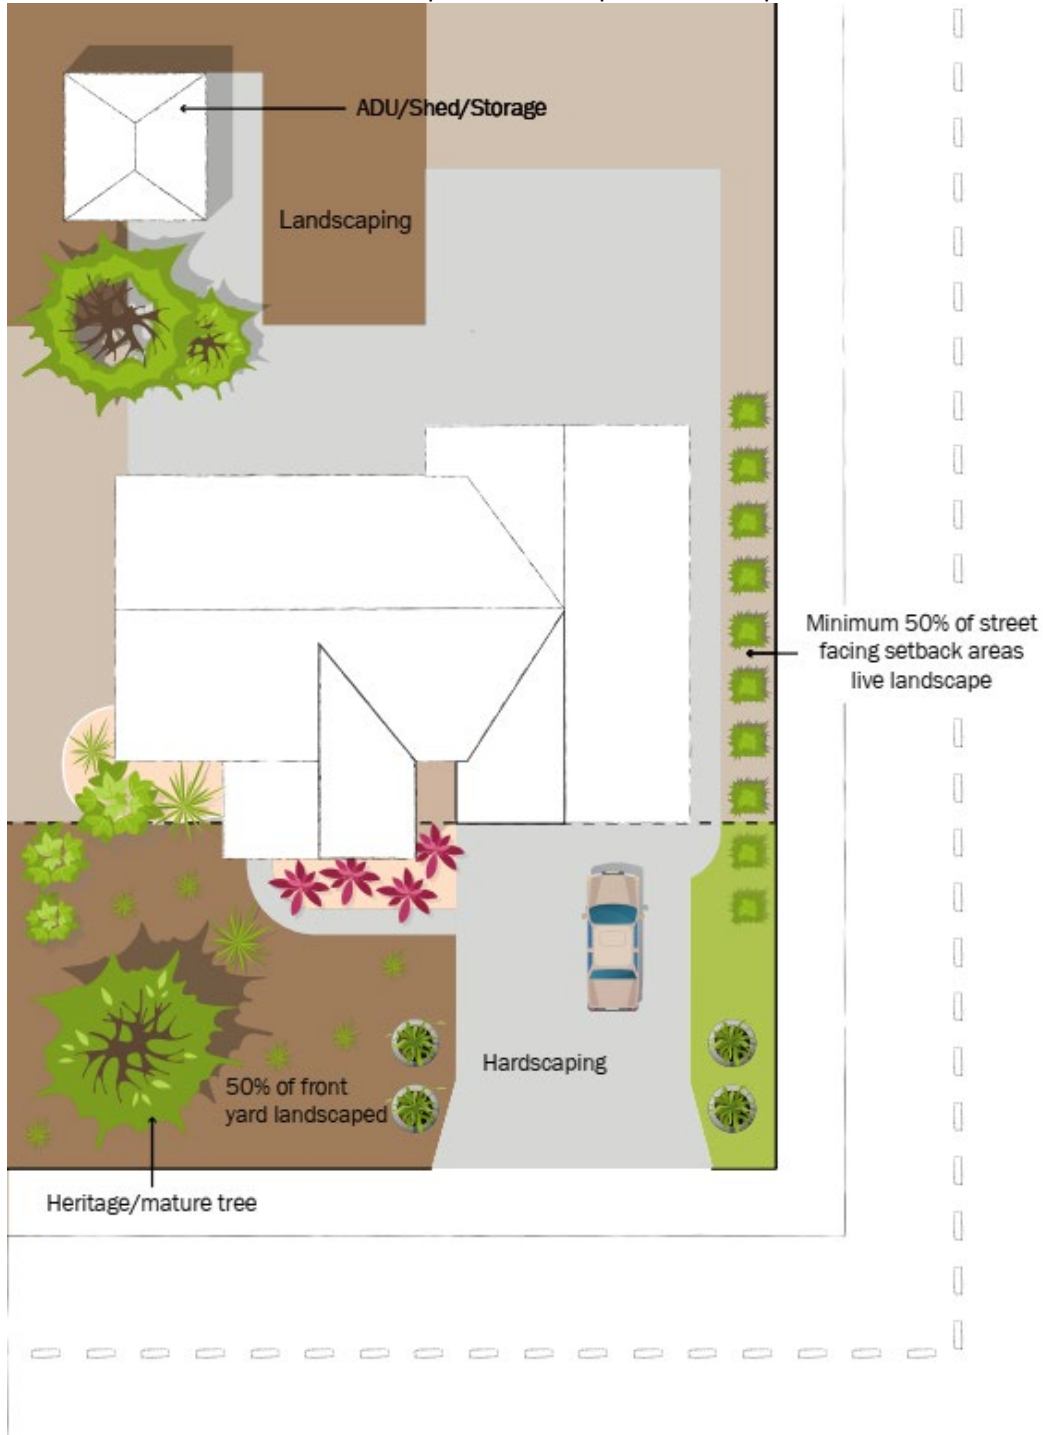 ADU/Shed/Storage
Landscaping
Minimum 50% of street
facing setback areas
live landscape
Hardscaping
50% of front
yard landscaped
Heritage/mature tree